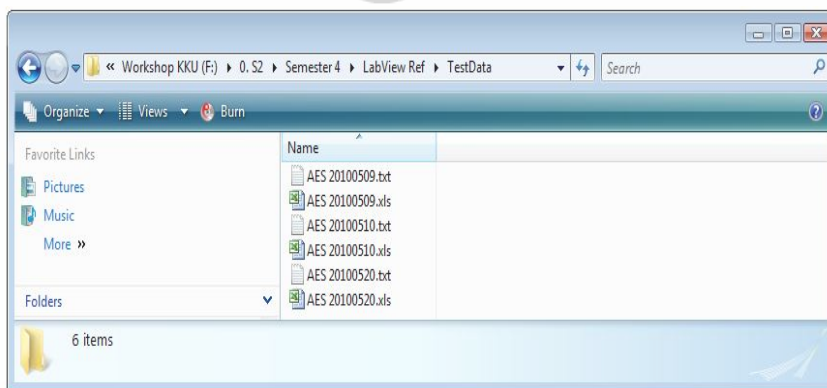 « Workshop KKU (F:) ▸ 0. S2 ▸ Semester 4 ▸ LabView Ref ▸ TestData Search
Organize Views Burn
Favorite Links
Pictures
Music
More »
Folders
Name
AES 20100509.txt
AES 20100509.xls
AES 20100510.txt
AES 20100510.xls
AES 20100520.txt
AES 20100520.xls
6 items